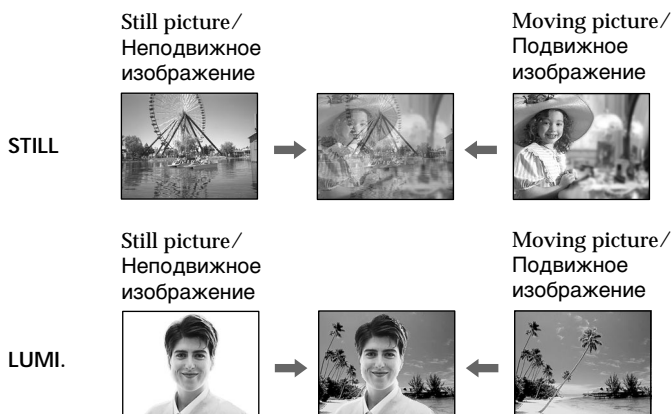 Still picture/
Неподвижное
изображение
Moving picture/
Подвижное
изображение
STILL
Still picture/
Неподвижное
изображение
Moving picture/
Подвижное
изображение
LUMI.